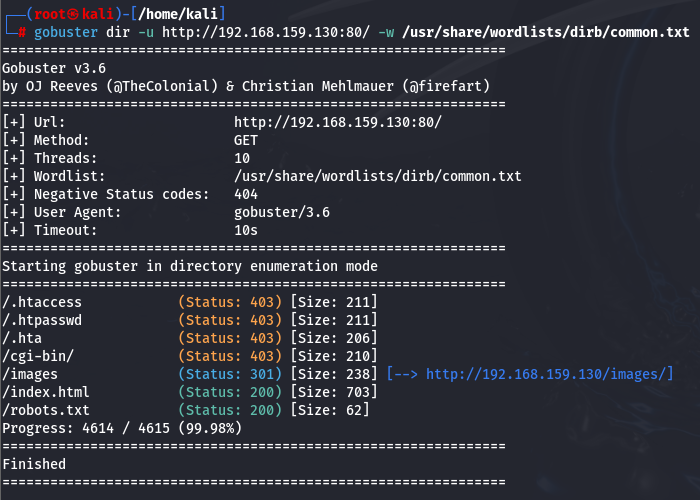 ┌──(root㉿kali)-[/home/kali]
└─# gobuster dir -u http://192.168.159.130:80/ -w /usr/share/wordlists/dirb/common.txt
===============================================================
Gobuster v3.6
by OJ Reeves (@TheColonial) & Christian Mehlmauer (@firefart)
===============================================================
[+] Url:                     http://192.168.159.130:80/
[+] Method:                  GET
[+] Threads:                 10
[+] Wordlist:                /usr/share/wordlists/dirb/common.txt
[+] Negative Status codes:   404
[+] User Agent:              gobuster/3.6
[+] Timeout:                 10s
===============================================================
Starting gobuster in directory enumeration mode
===============================================================
/.htaccess            (Status: 403) [Size: 211]
/.htpasswd            (Status: 403) [Size: 211]
/.hta                 (Status: 403) [Size: 206]
/cgi-bin/             (Status: 403) [Size: 210]
/images               (Status: 301) [Size: 238] [--> http://192.168.159.130/images/]
/index.html           (Status: 200) [Size: 703]
/robots.txt           (Status: 200) [Size: 62]
Progress: 4614 / 4615 (99.98%)
===============================================================
Finished
===============================================================